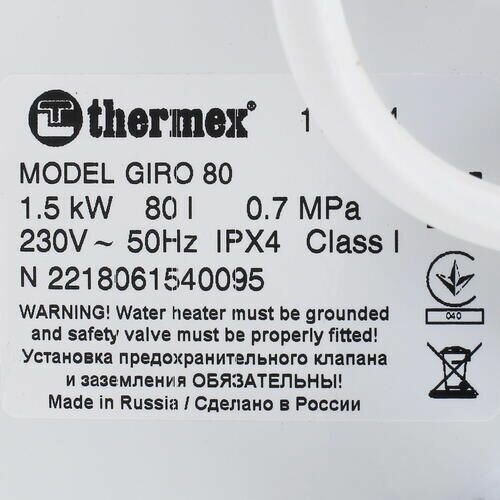 thermex®
MODEL GIRO 80
1.5 kW 80 l 0.7 MPa
230V ~ 50Hz IPX4 Class I
N 2218061540095
WARNING! Water heater must be grounded
and safety valve must be properly fitted!
Установка предохранительного клапана
и заземления ОБЯЗАТЕЛЬНЫ!
Made in Russia / Сделано в России
040